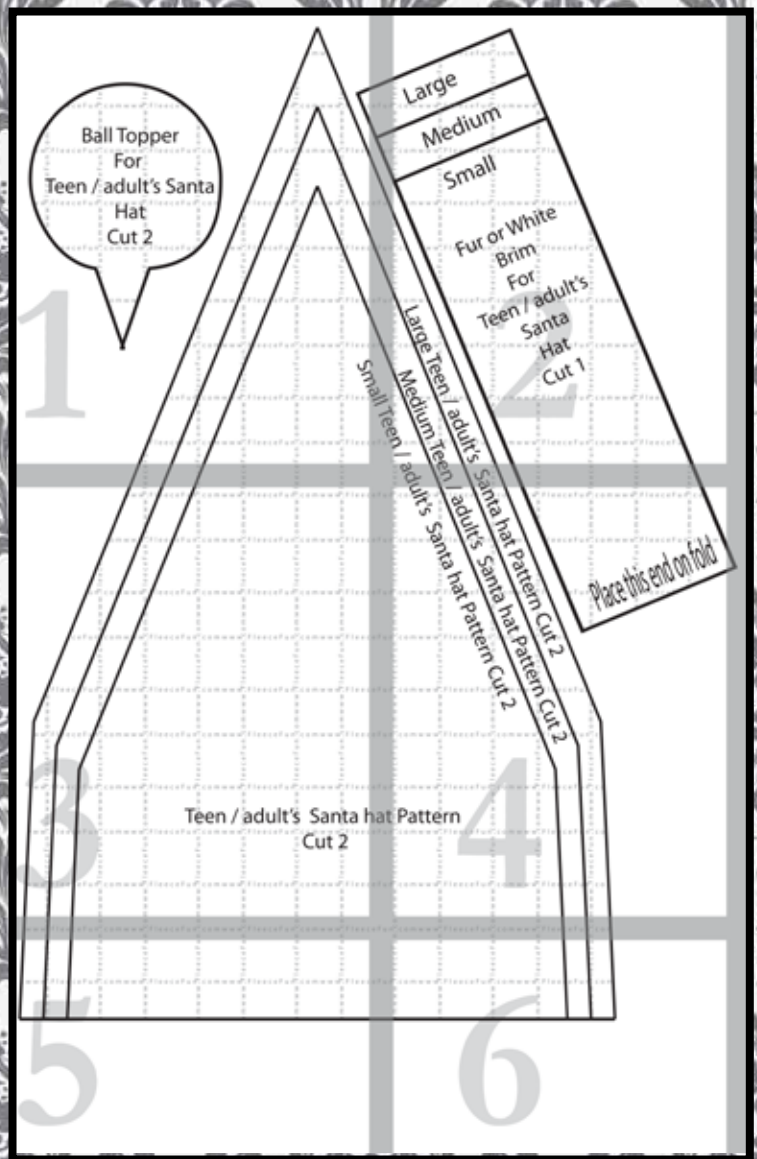 Ball Topper
For
Teen / adult's Santa
Hat
Cut 2
Large
Medium
Small
Fur or White
Brim
For
Teen / adult's
Santa
Hat
Cut 1
Place this end on fold
1
2
Large Teen / adult's Santa hat Pattern Cut 2
Medium Teen / adult's Santa hat Pattern Cut 2
Small Teen / adult's Santa hat Pattern Cut 2
3
4
Teen / adult's Santa hat Pattern
Cut 2
5
6